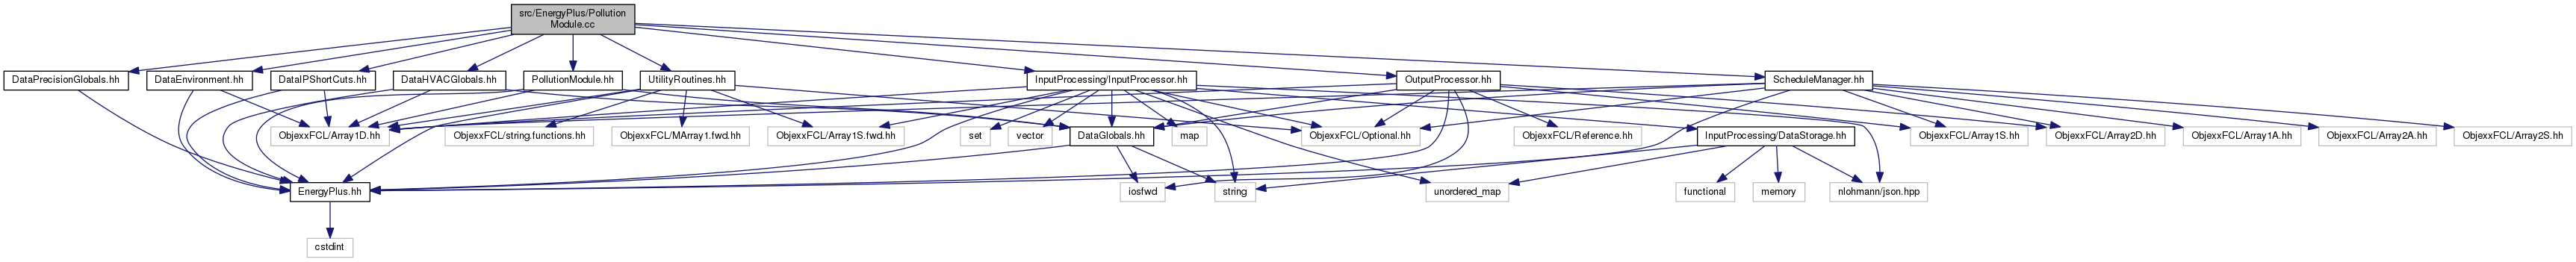 src/EnergyPlus/Pollution
Module.cc
DataPrecisionGlobals.hh
DataEnvironment.hh
DataIPShortCuts.hh
DataHVACGlobals.hh
PollutionModule.hh
UtilityRoutines.hh
InputProcessing/InputProcessor.hh
OutputProcessor.hh
ScheduleManager.hh
ObjexxFCL/Array1D.hh
ObjexxFCL/string.functions.hh
ObjexxFCL/MArray1.fwd.hh
ObjexxFCL/Array1S.fwd.hh
set
vector
DataGlobals.hh
map
ObjexxFCL/Optional.hh
ObjexxFCL/Reference.hh
InputProcessing/DataStorage.hh
ObjexxFCL/Array1S.hh
ObjexxFCL/Array2D.hh
ObjexxFCL/Array1A.hh
ObjexxFCL/Array2A.hh
ObjexxFCL/Array2S.hh
EnergyPlus.hh
iosfwd
string
unordered_map
functional
memory
nlohmann/json.hpp
cstdint